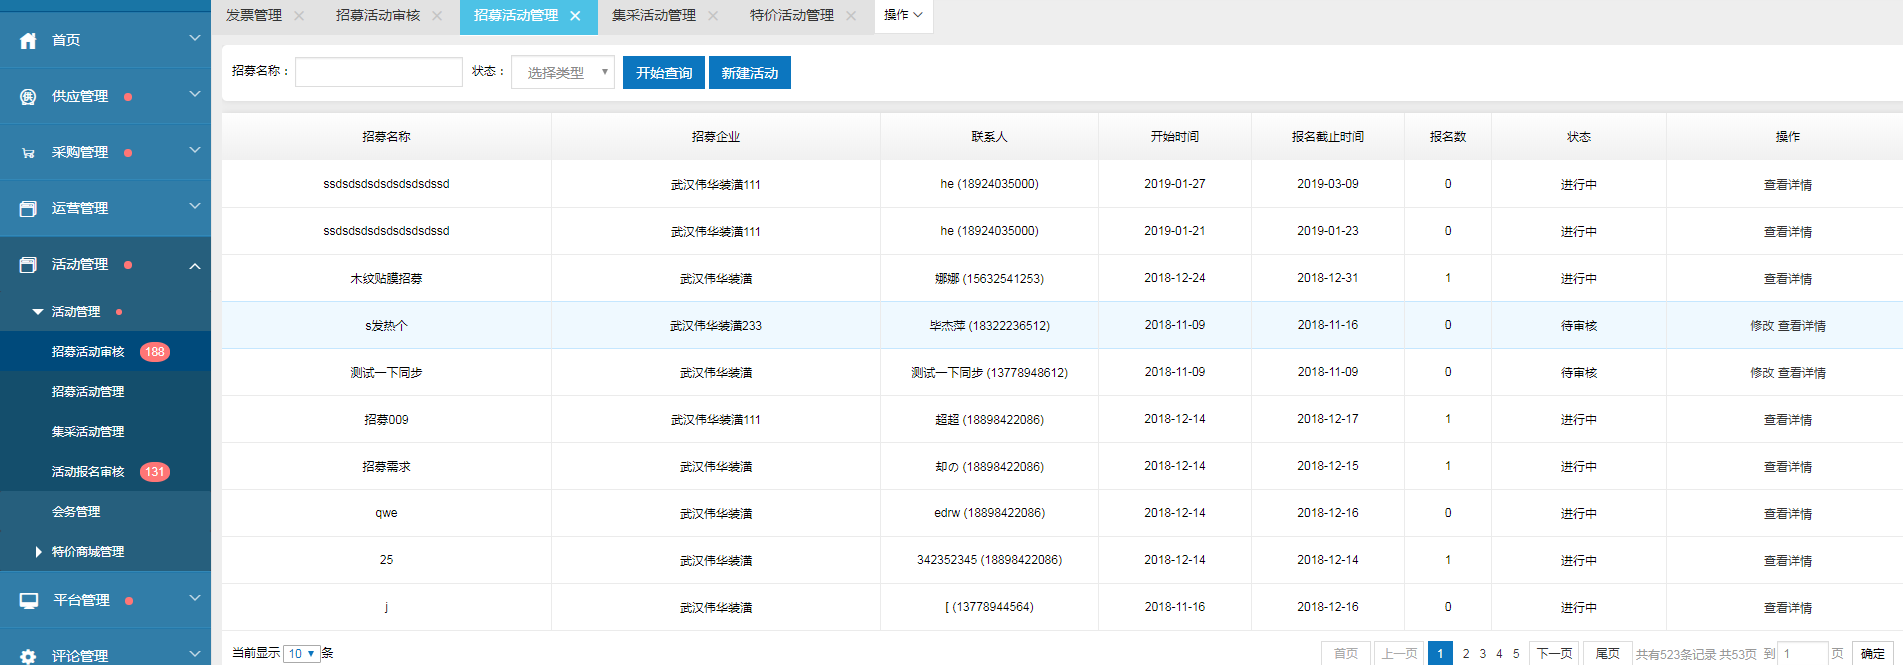 首页
供应管理
采购管理
运营管理
活动管理
活动管理
招募活动审核 188
招募活动管理
集采活动管理
活动报名审核 131
会务管理
特价商城管理
平台管理
评论管理
发票管理 招募活动审核 招募活动管理 集采活动管理 特价活动管理 操作
招募名称： 状态： 选择类型 开始查询 新建活动
招募名称 招募企业 联系人 开始时间 报名截止时间 报名数 状态 操作
ssdsdsdsdsdsdsdsdssd 武汉伟华装潢111 he (18924035000) 2019-01-27 2019-03-09 0 进行中 查看详情
ssdsdsdsdsdsdsdsdssd 武汉伟华装潢111 he (18924035000) 2019-01-21 2019-01-23 0 进行中 查看详情
木纹贴膜招募 武汉伟华装潢 娜娜 (15632541253) 2018-12-24 2018-12-31 1 进行中 查看详情
s发热个 武汉伟华装潢233 毕杰萍 (18322236512) 2018-11-09 2018-11-16 0 待审核 修改 查看详情
测试一下同步 武汉伟华装潢 测试一下同步 (13778948612) 2018-11-09 2018-11-09 0 待审核 修改 查看详情
招募009 武汉伟华装潢111 超超 (18898422086) 2018-12-14 2018-12-17 1 进行中 查看详情
招募需求 武汉伟华装潢 却の (18898422086) 2018-12-14 2018-12-15 1 进行中 查看详情
qwe 武汉伟华装潢 edrw (18898422086) 2018-12-14 2018-12-16 0 进行中 查看详情
25 武汉伟华装潢 342352345 (18898422086) 2018-12-14 2018-12-14 1 进行中 查看详情
j 武汉伟华装潢 [ (13778944564) 2018-11-16 2018-12-16 0 进行中 查看详情
当前显示 10 条 首页 上一页 1 2 3 4 5 下一页 尾页 共有523条记录 共53页 到 1 页 确定